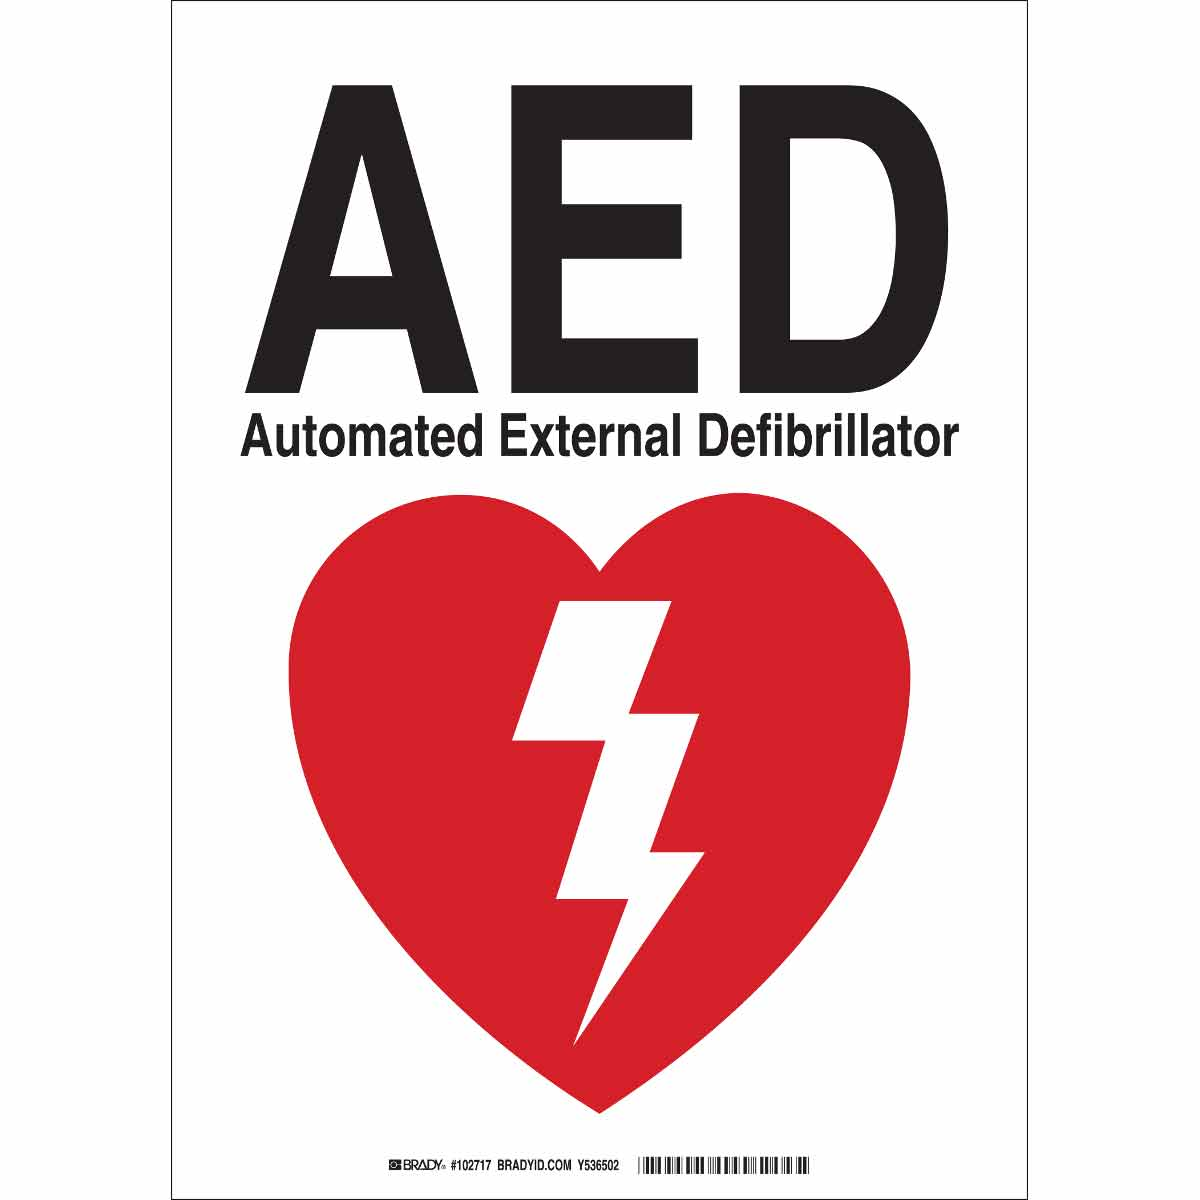 AED
Automated External Defibrillator
BRADY® #102717 BRADYID.COM Y536502